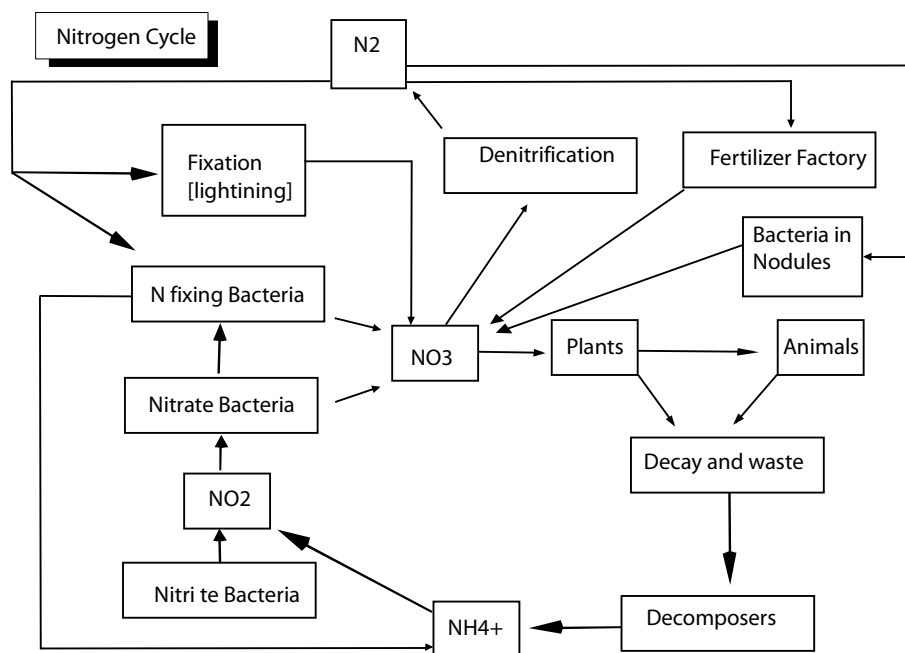 Nitrogen Cycle
N2
Fixation
[lightining]
Denitrification
Fertilizer Factory
Bacteria in
Nodules
N fixing Bacteria
NO3
Plants
Animals
Nitrate Bacteria
Decay and waste
NO2
Nitri te Bacteria
NH4+
Decomposers